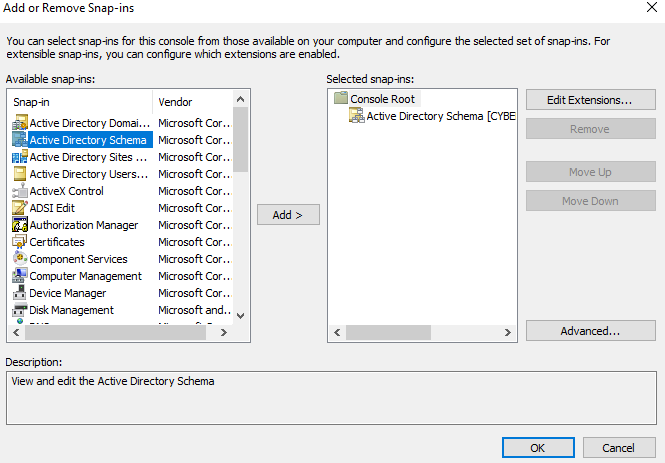 Add or Remove Snap-ins
You can select snap-ins for this console from those available on your computer and configure the selected set of snap-ins. For
extensible snap-ins, you can configure which extensions are enabled.
Available snap-ins:
Snap-in Vendor
Active Directory Domai... Microsoft Cor...
Active Directory Schema Microsoft Cor...
Active Directory Sites ... Microsoft Cor...
Active Directory Users... Microsoft Cor...
ActiveX Control Microsoft Cor...
ADSI Edit Microsoft Cor...
Authorization Manager Microsoft Cor...
Certificates Microsoft Cor...
Component Services Microsoft Cor...
Computer Management Microsoft Cor...
Device Manager Microsoft Cor...
Disk Management Microsoft and...
Add >
Selected snap-ins:
Console Root
Active Directory Schema [CYBE
Edit Extensions...
Remove
Move Up
Move Down
Advanced...
Description:
View and edit the Active Directory Schema
OK
Cancel